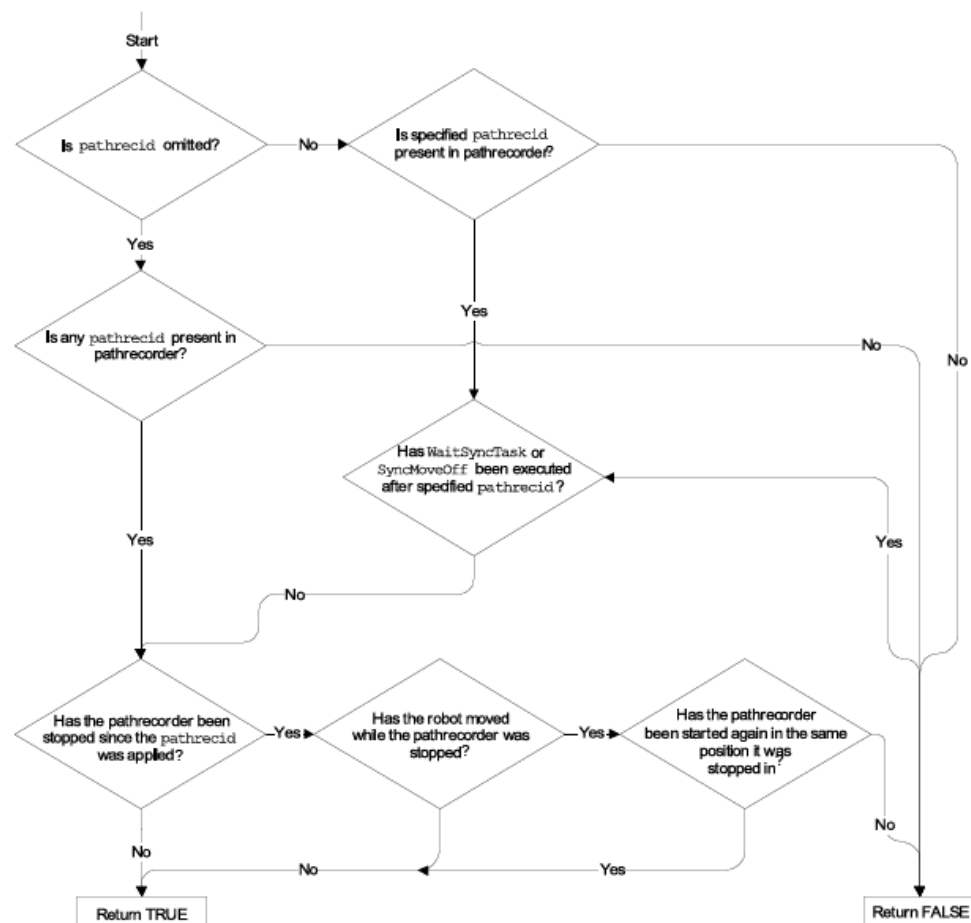 Start
Is pathrecid omitted?
No
Is specified pathrecid
present in pathrecorder?
Yes
Is any pathrecid present in
pathrecorder?
Yes
No
No
Has WaitSyncTask or
SyncMoveOff been executed
after specified pathrecid?
Yes
Yes
No
Has the pathrecorder been
stopped since the pathrecid
was applied?
Yes
Has the robot moved
while the pathrecorder was
stopped?
Yes
Has the pathrecorder
been started again in the same
position it was
stopped in?
No
No
No
Yes
Return TRUE
Return FALSE